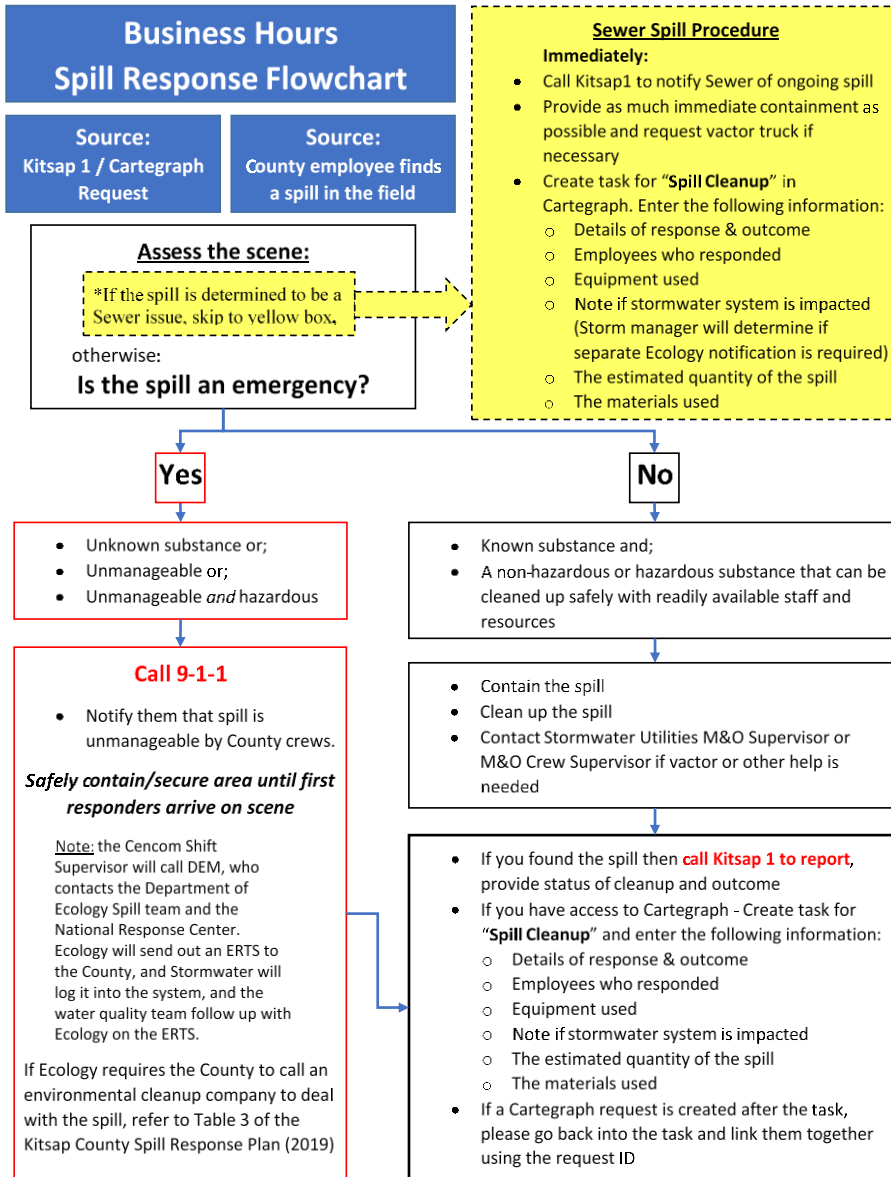 Business Hours
Spill Response Flowchart
Source:
Kitsap 1 / Cartegraph
Request
Source:
County employee finds
a spill in the field
Assess the scene:
*If the spill is determined to be a
Sewer issue, skip to yellow box,
otherwise:
Is the spill an emergency?
Sewer Spill Procedure
Immediately:
• Call Kitsap1 to notify Sewer of ongoing spill
• Provide as much immediate containment as
possible and request vactor truck if
necessary
• Create task for “Spill Cleanup” in
Cartegraph. Enter the following information:
o Details of response & outcome
o Employees who responded
o Equipment used
o Note if stormwater system is impacted
(Storm manager will determine if
separate Ecology notification is required)
o The estimated quantity of the spill
o The materials used
Yes
• Unknown substance or;
• Unmanageable or;
• Unmanageable and hazardous
Call 9-1-1
• Notify them that spill is
unmanageable by County crews.
Safely contain/secure area until first
responders arrive on scene
Note: the Cencom Shift
Supervisor will call DEM, who
contacts the Department of
Ecology Spill team and the
National Response Center.
Ecology will send out an ERTS to
the County, and Stormwater will
log it into the system, and the
water quality team follow up with
Ecology on the ERTS.
If Ecology requires the County to call an
environmental cleanup company to deal
with the spill, refer to Table 3 of the
Kitsap County Spill Response Plan (2019)
No
• Known substance and;
• A non-hazardous or hazardous substance that can be
cleaned up safely with readily available staff and
resources
• Contain the spill
• Clean up the spill
• Contact Stormwater Utilities M&O Supervisor or
M&O Crew Supervisor if vactor or other help is
needed
• If you found the spill then call Kitsap 1 to report,
provide status of cleanup and outcome
• If you have access to Cartegraph - Create task for
“Spill Cleanup” and enter the following information:
o Details of response & outcome
o Employees who responded
o Equipment used
o Note if stormwater system is impacted
o The estimated quantity of the spill
o The materials used
• If a Cartegraph request is created after the task,
please go back into the task and link them together
using the request ID